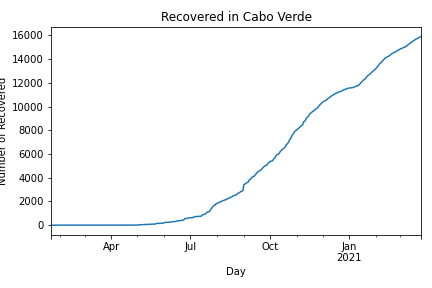 Recovered in Cabo Verde
Number of Recovered
16000
14000
12000
10000
8000
6000
4000
2000
0
Apr
Jul
Oct
Jan
2021
Day